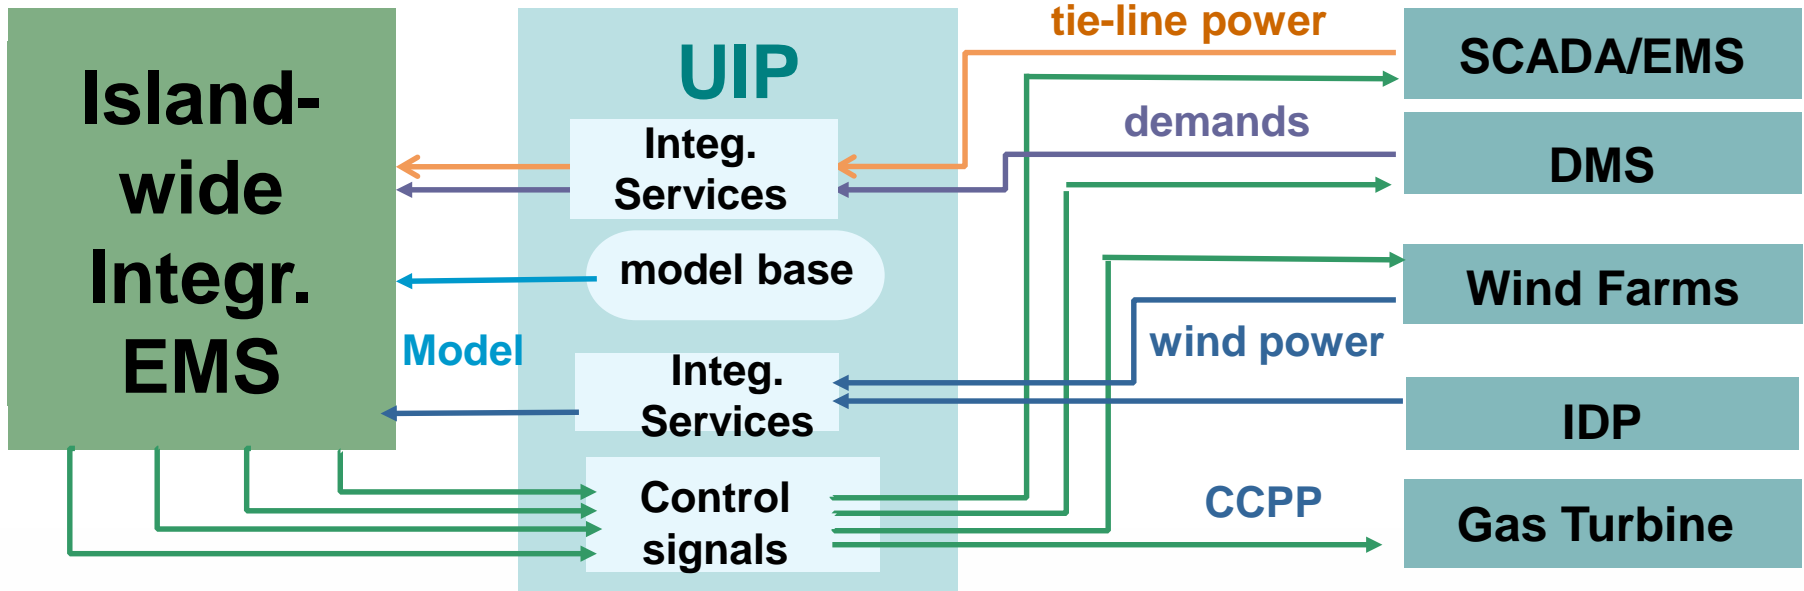 Island-
wide
Integr.
EMS
UIP
Integ.
Services
model base
Model
Integ.
Services
Control
signals
tie-line power
demands
wind power
CCPP
SCADA/EMS
DMS
Wind Farms
IDP
Gas Turbine